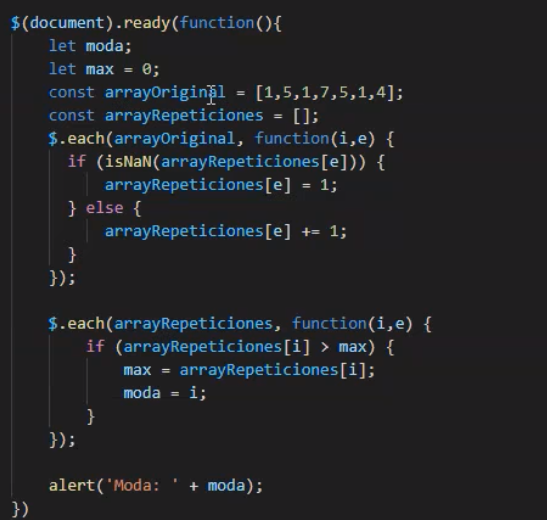 $(document).ready(function(){
let moda;
let max = 0;
const arrayOriginal = [1,5,1,7,5,1,4];
const arrayRepeticiones = [];
$.each(arrayOriginal, function(i,e) {
if (isNaN(arrayRepeticiones[e])) {
arrayRepeticiones[e] = 1;
} else {
arrayRepeticiones[e] += 1;
}
});
$.each(arrayRepeticiones, function(i,e) {
if (arrayRepeticiones[i] > max) {
max = arrayRepeticiones[i];
moda = i;
}
});
alert('Moda: ' + moda);
})